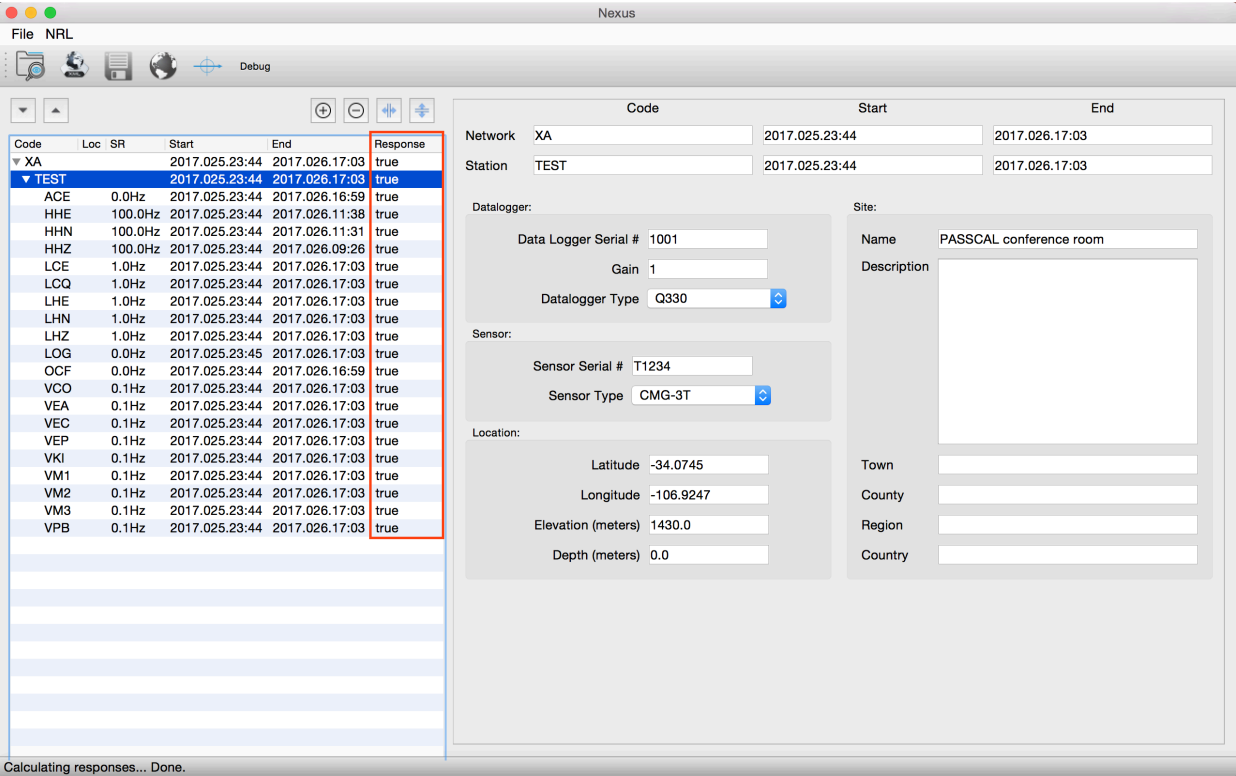 Nexus
File NRL
XML
Debug
Code Loc SR Start End Response
XA 2017.025.23:44 2017.026.17:03 true
TEST 2017.025.23:44 2017.026.17:03 true
ACE 0.0Hz 2017.025.23:44 2017.026.16:59 true
HHE 100.0Hz 2017.025.23:44 2017.026.11:38 true
HHN 100.0Hz 2017.025.23:44 2017.026.11:31 true
HHZ 100.0Hz 2017.025.23:44 2017.026.09:26 true
LCE 1.0Hz 2017.025.23:44 2017.026.17:03 true
LCQ 1.0Hz 2017.025.23:44 2017.026.17:03 true
LHE 1.0Hz 2017.025.23:44 2017.026.17:03 true
LHN 1.0Hz 2017.025.23:44 2017.026.17:03 true
LHZ 1.0Hz 2017.025.23:44 2017.026.17:03 true
LOG 0.0Hz 2017.025.23:45 2017.026.17:03 true
OCF 0.0Hz 2017.025.23:44 2017.026.16:59 true
VCO 0.1Hz 2017.025.23:44 2017.026.17:03 true
VEA 0.1Hz 2017.025.23:44 2017.026.17:03 true
VEC 0.1Hz 2017.025.23:44 2017.026.17:03 true
VEP 0.1Hz 2017.025.23:44 2017.026.17:03 true
VKI 0.1Hz 2017.025.23:44 2017.026.17:03 true
VM1 0.1Hz 2017.025.23:44 2017.026.17:03 true
VM2 0.1Hz 2017.025.23:44 2017.026.17:03 true
VM3 0.1Hz 2017.025.23:44 2017.026.17:03 true
VPB 0.1Hz 2017.025.23:44 2017.026.17:03 true
Code Start End
Network XA 2017.025.23:44 2017.026.17:03
Station TEST 2017.025.23:44 2017.026.17:03
Datalogger:
Data Logger Serial # 1001
Gain 1
Datalogger Type Q330
Sensor:
Sensor Serial # T1234
Sensor Type CMG-3T
Location:
Latitude -34.0745
Longitude -106.9247
Elevation (meters) 1430.0
Depth (meters) 0.0
Site:
Name PASSCAL conference room
Description
Town
County
Region
Country
Calculating responses... Done.